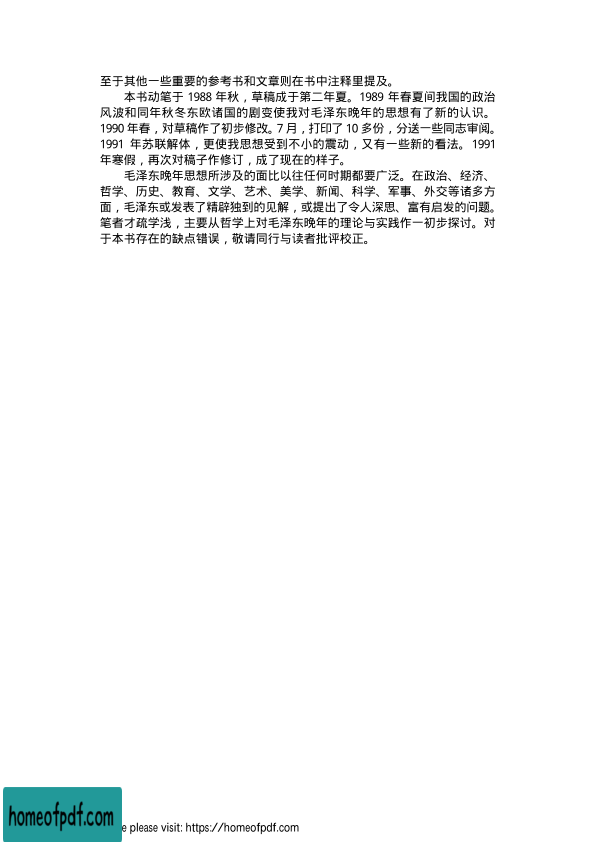 至于其他一些重要的参考书和文章则在书中注释里提及。
本书动笔于 1988 年秋，草稿成于第二年夏。1989 年春夏间我国的政治
风波和同年秋冬东欧诸国的剧变使我对毛泽东晚年的思想有了新的认识。
1990 年春，对草稿作了初步修改。7 月，打印了 10 多份，分送一些同志审阅。
1991 年苏联解体，更使我思想受到不小的震动，又有一些新的看法。1991
年寒假，再次对稿子作修订，成了现在的样子。
毛泽东晚年思想所涉及的面比以往任何时期都要广泛。在政治、经济、
哲学、历史、教育、文学、艺术、美学、新闻、科学、军事、外交等诸多方
面，毛泽东或发表了精辟独到的见解，或提出了令人深思、富有启发的问题。
笔者才疏学浅，主要从哲学上对毛泽东晚年的理论与实践作一初步探讨。对
于本书存在的缺点错误，敬请同行与读者批评校正。
homeofpdf.com
please visit: https://homeofpdf.com